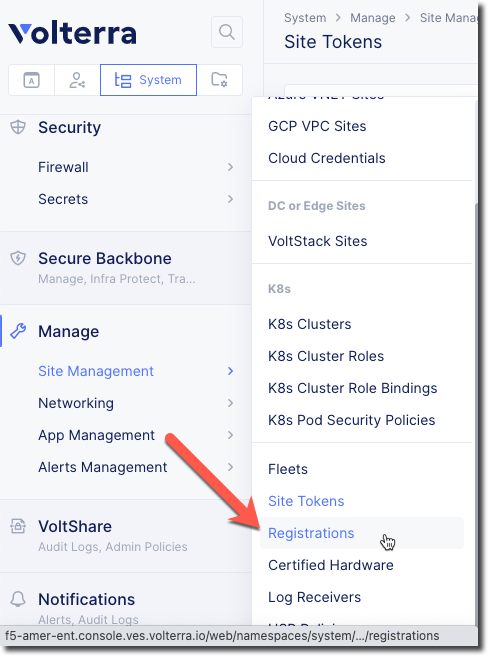 Volterra
System > Manage > Site Manag
Site Tokens
A
System
Security
Firewall
Secrets
Secure Backbone
Manage, Infra Protect, Tra...
Manage
Site Management
Networking
App Management
Alerts Management
VoltShare
Audit Logs, Admin Policies
Notifications
Alerts, Audit Logs
Azure VNET Sites
GCP VPC Sites
Cloud Credentials
DC or Edge Sites
VoltStack Sites
K8s
K8s Clusters
K8s Cluster Roles
K8s Cluster Role Bindings
K8s Pod Security Policies
Fleets
Site Tokens
Registrations
Certified Hardware
Log Receivers
f5-amer-ent.console.ves.volterra.io/web/namespaces/system/.../registrations